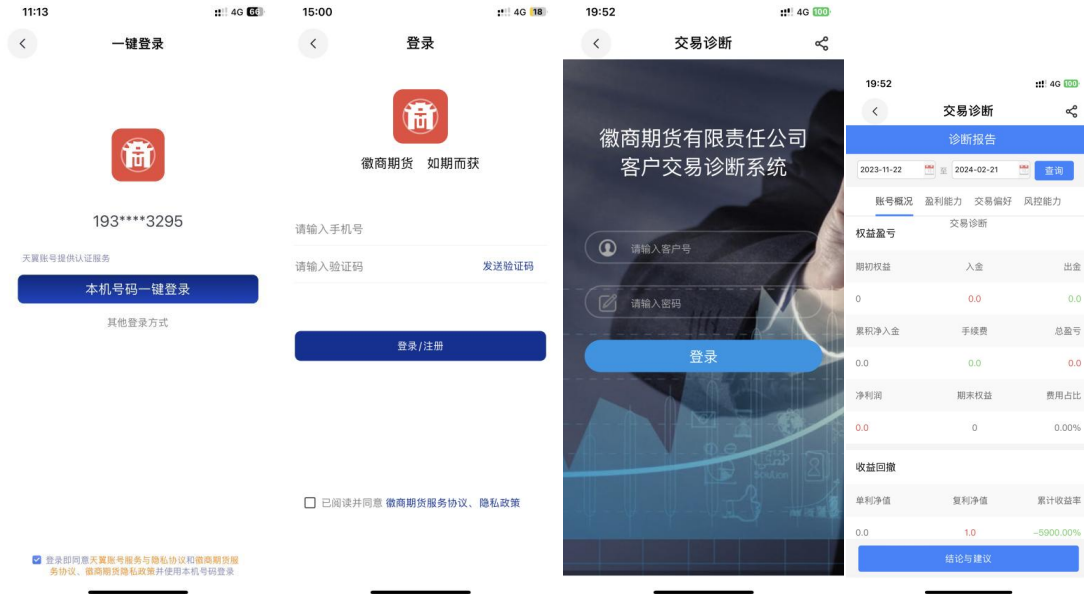 11:13
4G 66
一键登录
193****3295
天翼账号提供认证服务
本机号码一键登录
其他登录方式
登录即同意天翼账号服务与隐私协议和徽商期货服
务协议、徽商期货隐私政策并使用本机号码登录
15:00
4G 18
登录
徽商期货 如期而获
请输入手机号
请输入验证码 发送验证码
登录/注册
已阅读并同意 徽商期货服务协议、隐私政策
19:52
4G 100
交易诊断
徽商期货有限责任公司
客户交易诊断系统
请输入客户号
请输入密码
登录
19:52
4G 100
交易诊断
诊断报告
2023-11-22 至 2024-02-21 查询
账号概况 盈利能力 交易偏好 风控能力
交易诊断
权益盈亏
期初权益 入金 出金
0 0.0 0.0
累积净入金 手续费 总盈亏
0.0 0.0 0.0
净利润 期末权益 费用占比
0.0 0 0.00%
收益回撤
单利净值 复利净值 累计收益率
0.0 1.0 -5900.00%
结论与建议